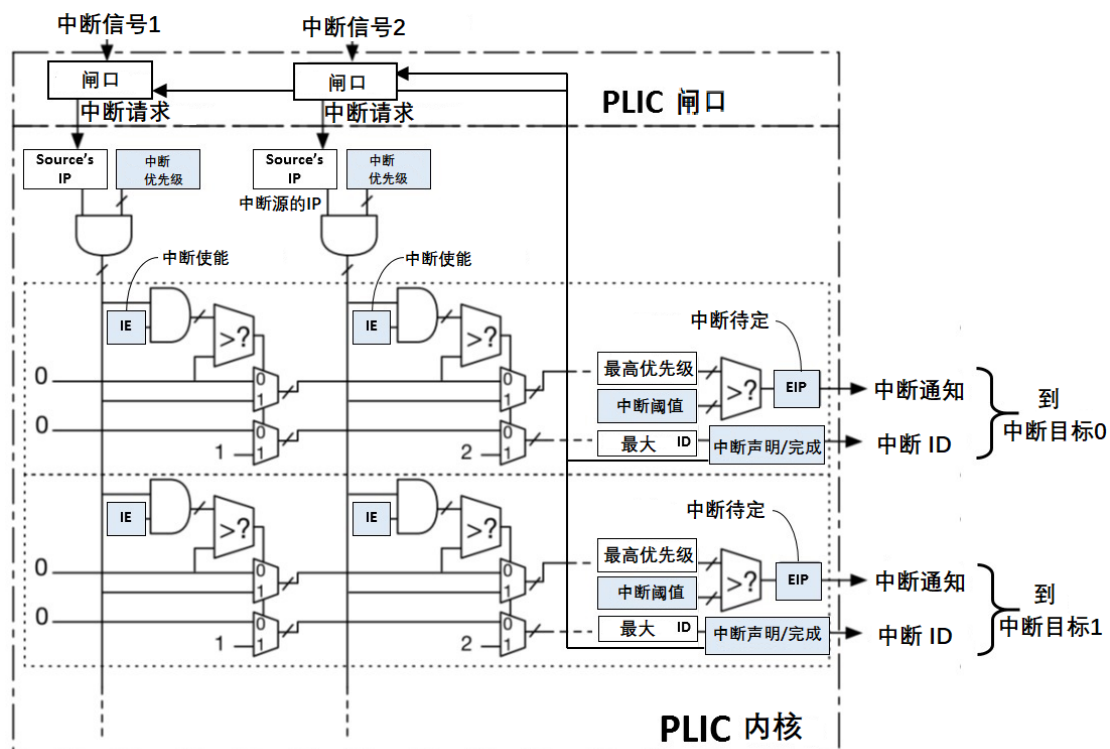 中断信号1
中断信号2
闸口
闸口
中断请求
中断请求
PLIC 闸口
Source's
IP
中断
优先级
Source's
IP
中断
优先级
中断源的IP
中断使能
中断使能
IE
>?
IE
>?
中断待定
0
0
1
0
1
最高优先级
中断阈值
>?
EIP
中断通知
到
中断目标0
0
1
0
1
2
0
1
最大 ID
中断声明/完成
中断 ID
IE
>?
IE
>?
中断待定
0
0
1
0
1
最高优先级
中断阈值
>?
EIP
中断通知
到
中断目标1
0
1
0
1
2
0
1
最大 ID
中断声明/完成
中断 ID
PLIC 内核